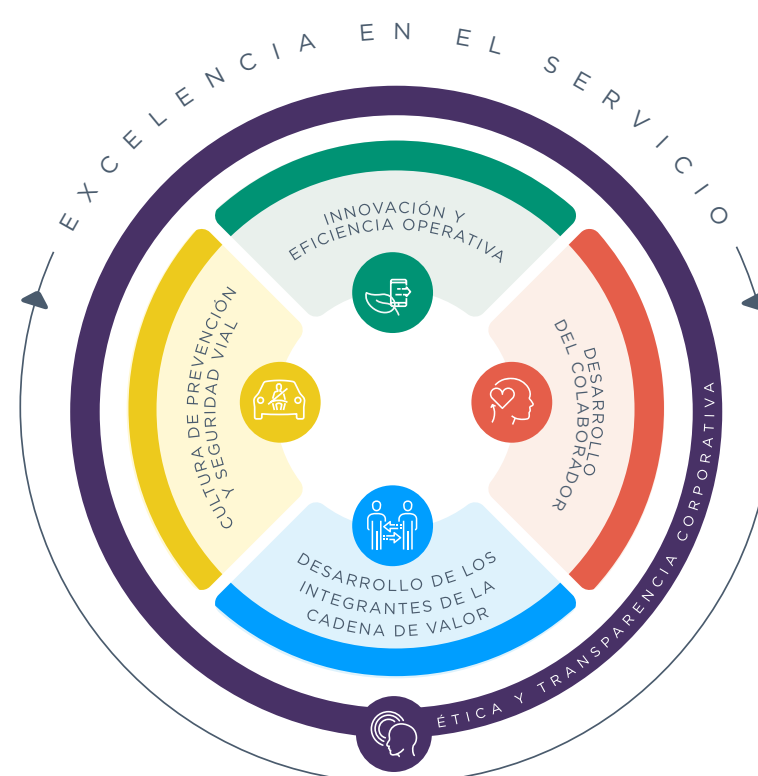 EXCELENCIA EN EL SERVICIO
INNOVACIÓN Y
EFICIENCIA OPERATIVA
CULTURA DE PREVENCIÓN
Y SEGURIDAD VIAL
DESARROLLO
DEL COLABORADOR
DESARROLLO DE LOS
INTEGRANTES DE LA
CADENA DE VALOR
ÉTICA Y TRANSPARENCIA CORPORATIVA